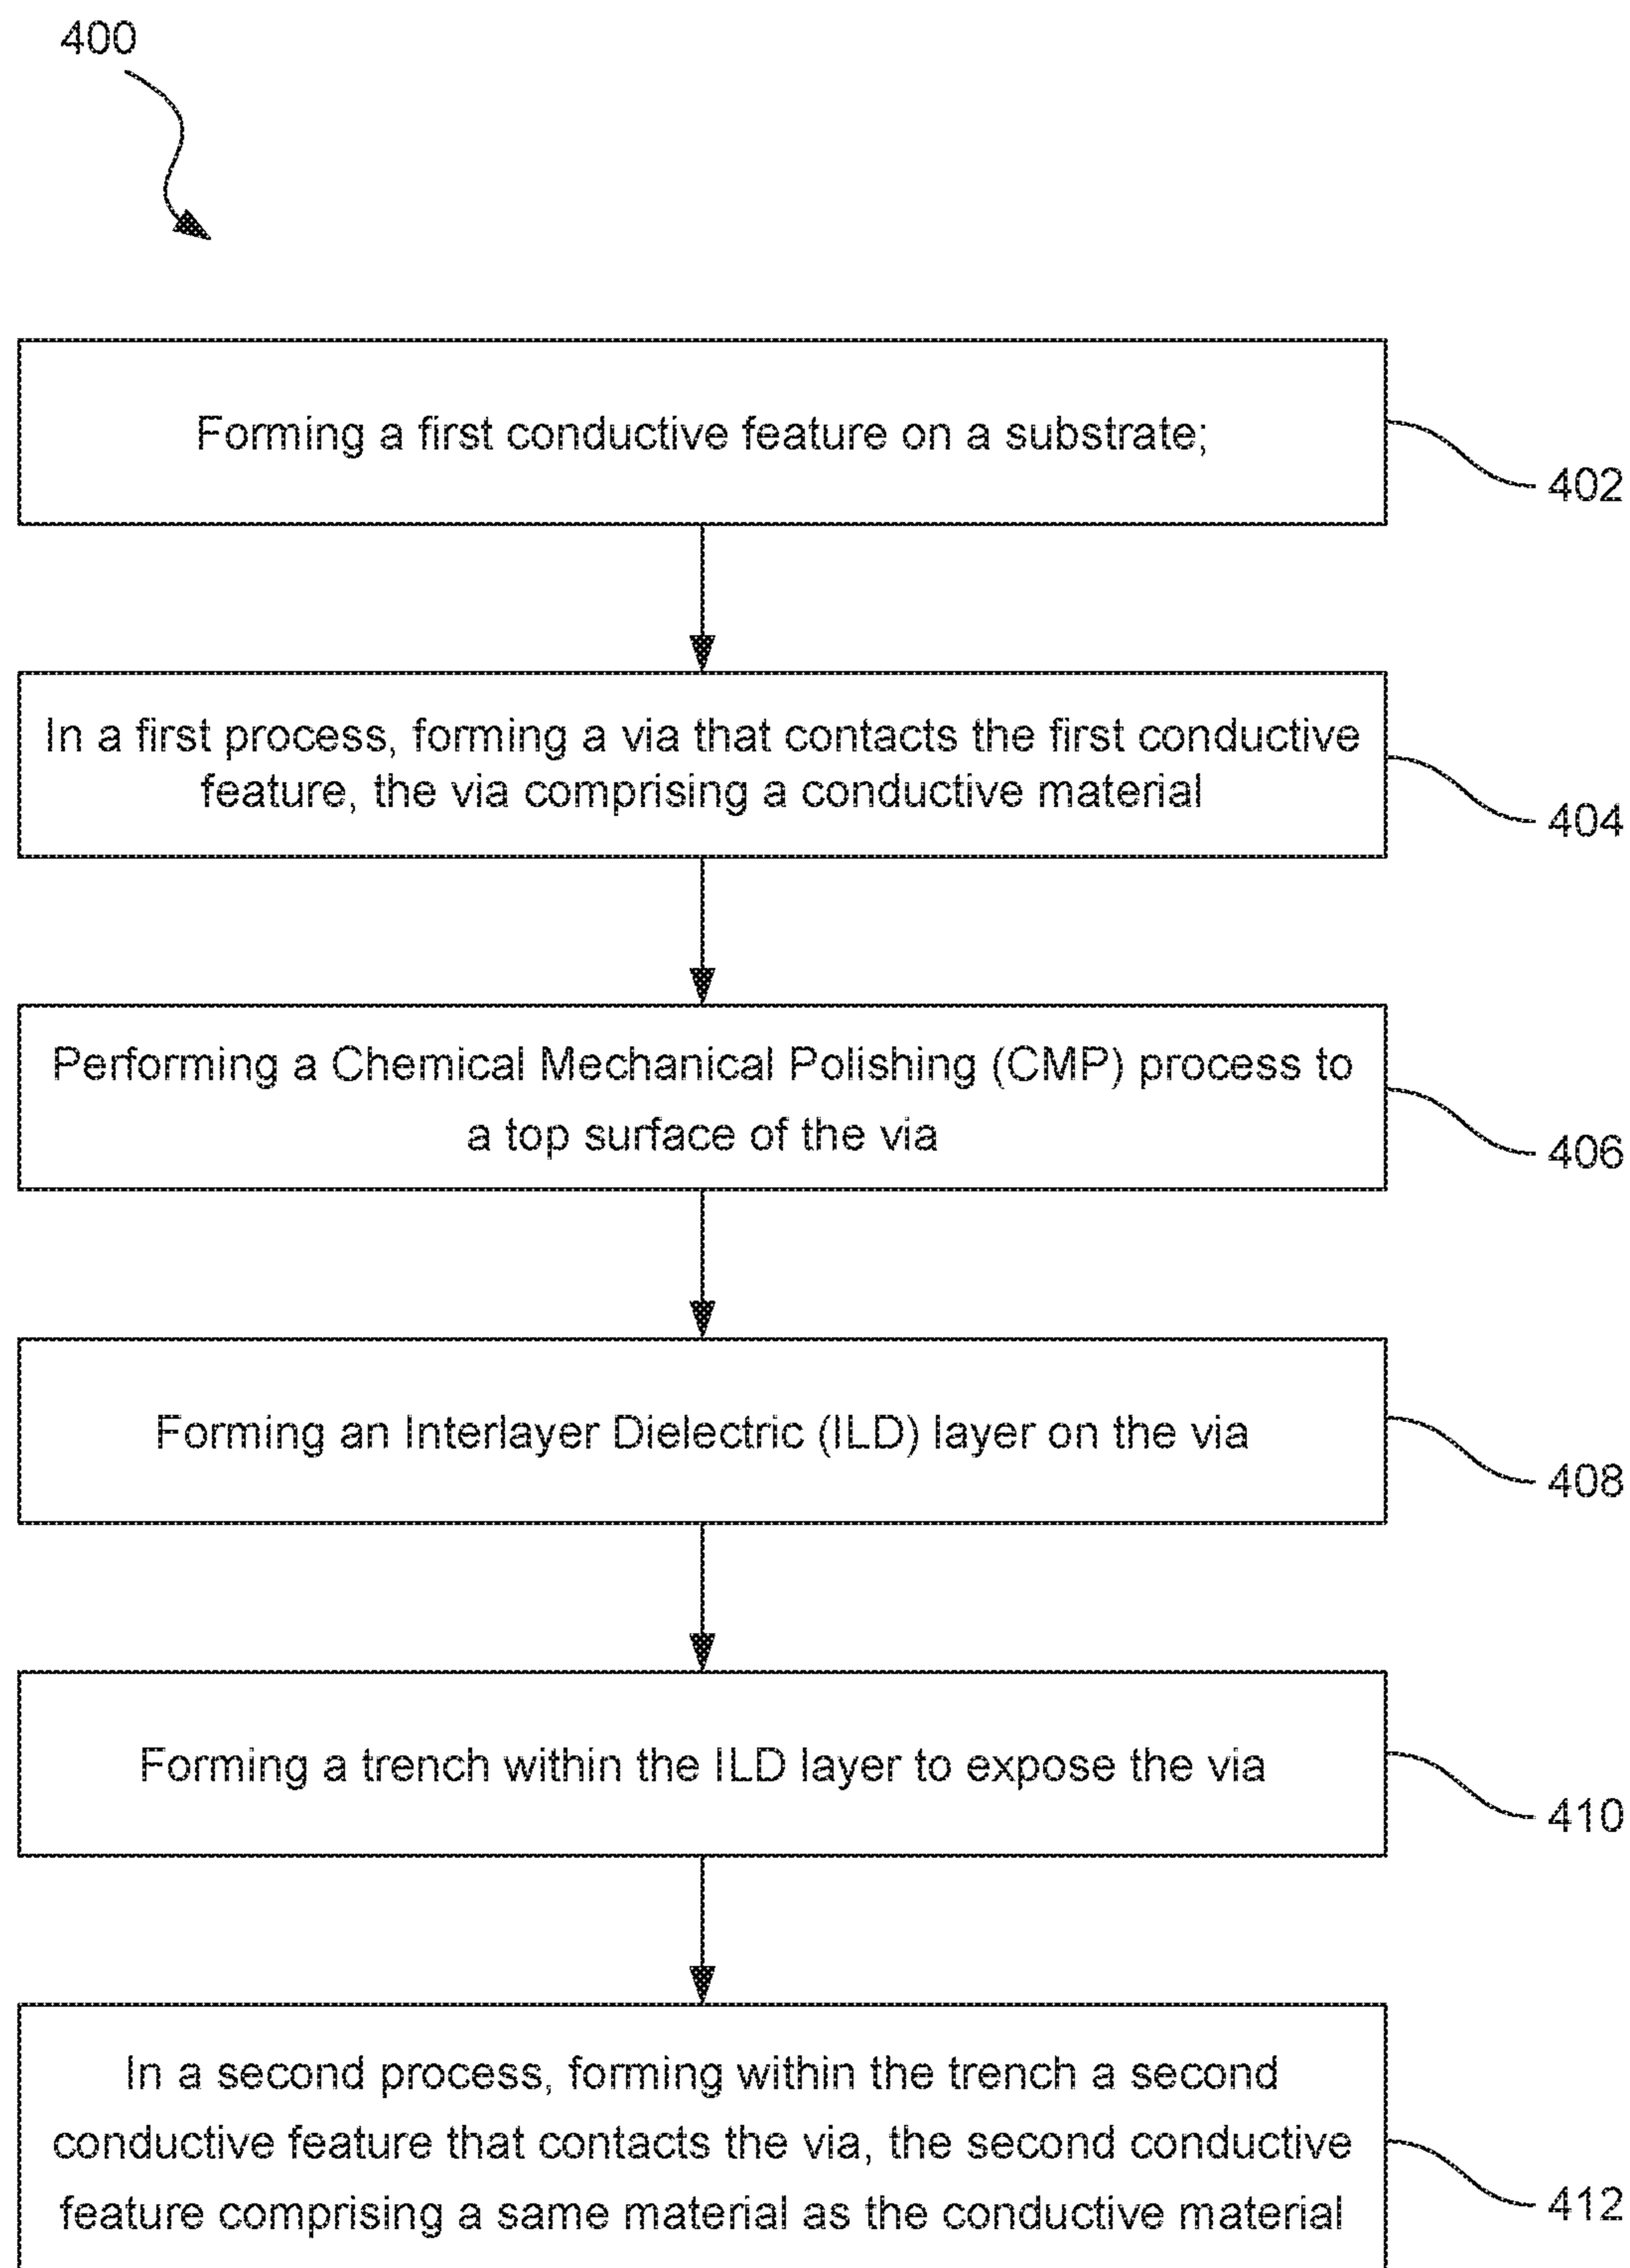 400
Forming a first conductive feature on a substrate;
402
In a first process, forming a via that contacts the first conductive
feature, the via comprising a conductive material
404
Performing a Chemical Mechanical Polishing (CMP) process to
a top surface of the via
406
Forming an Interlayer Dielectric (ILD) layer on the via
408
Forming a trench within the ILD layer to expose the via
410
In a second process, forming within the trench a second
conductive feature that contacts the via, the second conductive
feature comprising a same material as the conductive material
412